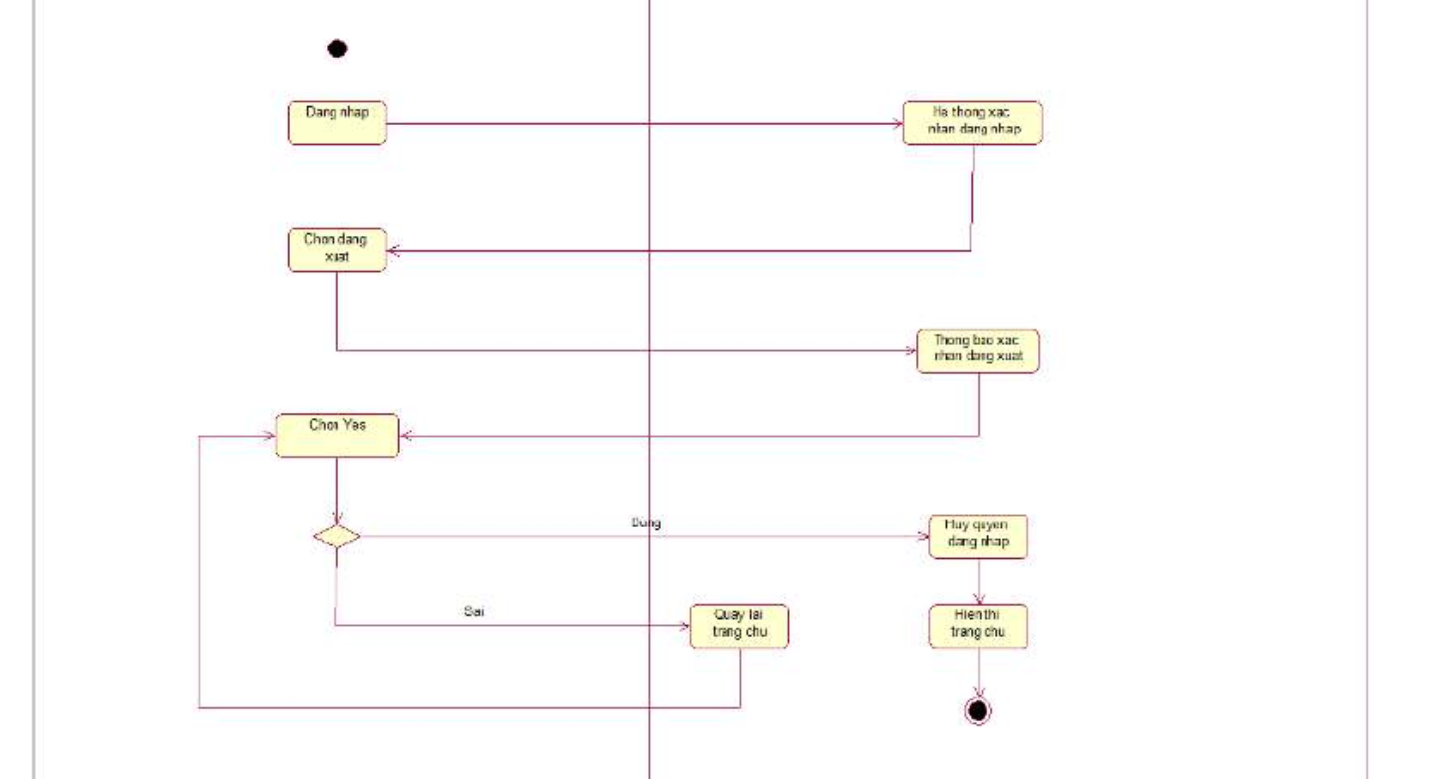 Dang nhap
He thong xac
nhan dang nhap
Chon dang
xuat
Thong bao xac
nhan dang xuat
Chon Yes
Dung
Huy quyen
dang nhap
Sai
Quay lai
trang chu
Hien thi
trang chu